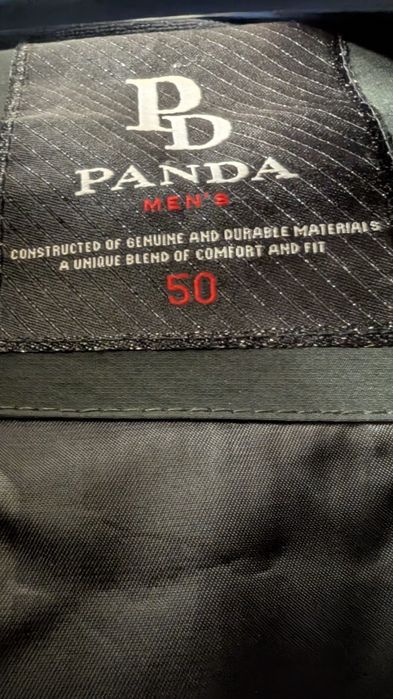 PD
PANDA
MEN'S
CONSTRUCTED OF GENUINE AND DURABLE MATERIALS
A UNIQUE BLEND OF COMFORT AND FIT
50